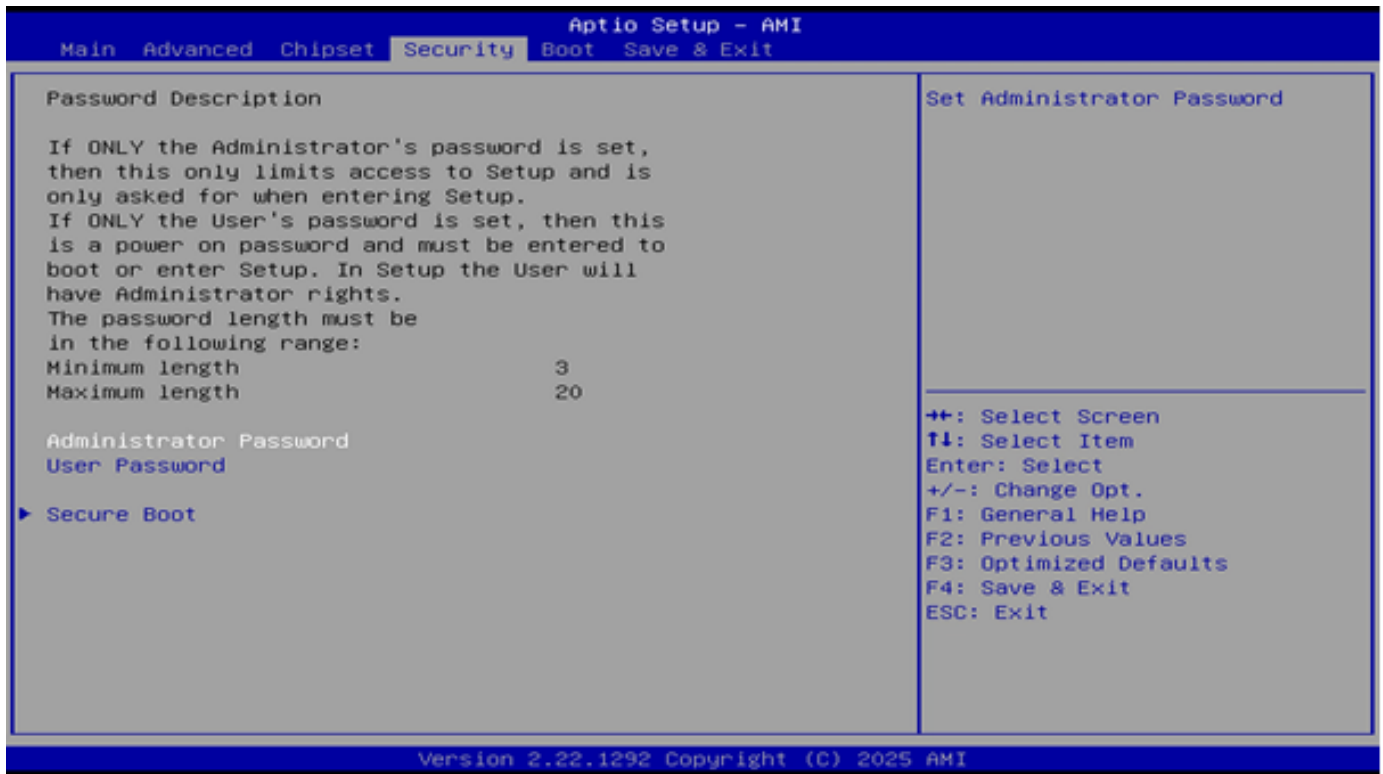 Aptio Setup – AMI
Main Advanced Chipset Security Boot Save & Exit
Password Description
If ONLY the Administrator's password is set,
then this only limits access to Setup and is
only asked for when entering Setup.
If ONLY the User's password is set, then this
is a power on password and must be entered to
boot or enter Setup. In Setup the User will
have Administrator rights.
The password length must be
in the following range:
Minimum length 3
Maximum length 20
Administrator Password
User Password
► Secure Boot
Set Administrator Password
→←: Select Screen
↑↓: Select Item
Enter: Select
+/-: Change Opt.
F1: General Help
F2: Previous Values
F3: Optimized Defaults
F4: Save & Exit
ESC: Exit
Version 2.22.1292 Copyright (C) 2025 AMI